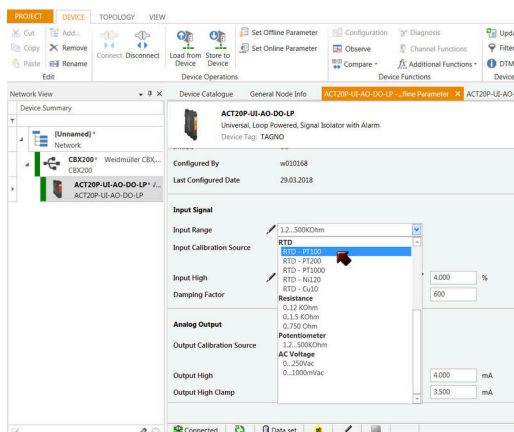 PROJECT DEVICE TOPOLOGY VIEW
Cut Add...
Copy Remove
Paste Rename
Connect Disconnect
Load from Device
Store to Device
Set Offline Parameter
Set Online Parameter
Configuration Diagnosis
Observe Channel Functions
Compare Additional Functions
Upda
Filter
DTM
Edit Device Operations Device Functions Device
Network View
Device Catalogue General Node Info ACT20P-UI-AO-DO-LP -...fline Parameter ACT20P-UI-AO
Device Summary
[Unnamed]*
Network
CBX200* Weidmüller CBX,...
CBX200
ACT20P-UI-AO-DO-LP*
ACT20P-UI-AO-DO-LP
ACT20P-UI-AO-DO-LP
Universal, Loop Powered, Signal Isolator with Alarm
Device Tag: TAGNO
Configured By w010168
Last Configured Date 29.03.2018
Input Signal
Input Range 1.2...500KOhm
Input Calibration Source
Input High 4.000 %
Damping Factor 600
RTD
RTD - PT100
RTD - PT200
RTD - PT1000
RTD - Ni120
RTD - Cu10
Resistance
0..12 KOhm
0..1.5 KOhm
0..750 Ohm
Potentiometer
1.2...500KOhm
AC Voltage
0...250Vac
0...1000mVac
Analog Output
Output Calibration Source
Output High 4.000 mA
Output High Clamp 3.500 mA
Connected Data set